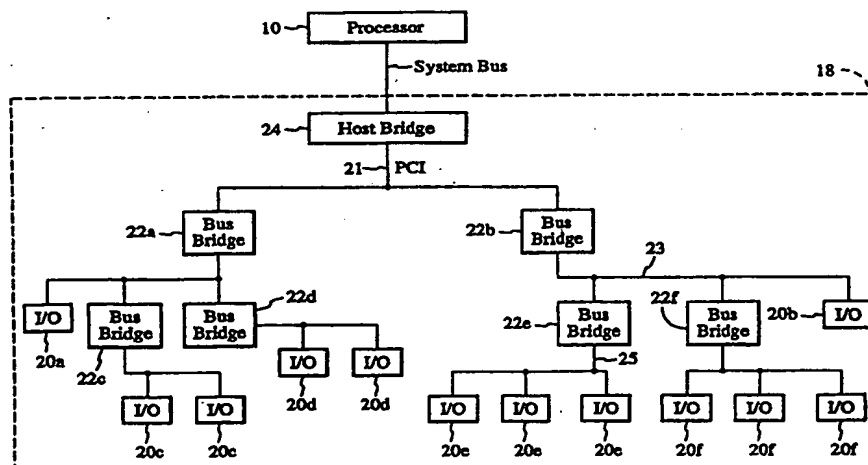 10 Processor
System Bus
18
24 Host Bridge
21 PCI
22a Bus Bridge
22b Bus Bridge
23
I/O
20a
Bus Bridge
22c
Bus Bridge
22d
22e Bus Bridge
22f Bus Bridge
20b I/O
25
I/O I/O
20d 20d
I/O I/O
20c 20c
I/O I/O I/O
20e 20e 20e
I/O I/O I/O
20f 20f 20f